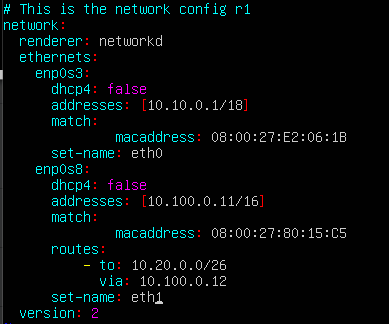 # This is the network config r1
network:
  renderer: networkd
  ethernets:
    enp0s3:
      dhcp4: false
      addresses: [10.10.0.1/18]
      match:
              macaddress: 08:00:27:E2:06:1B
      set-name: eth0
    enp0s8:
      dhcp4: false
      addresses: [10.100.0.11/16]
      match:
              macaddress: 08:00:27:80:15:C5
      routes:
          - to: 10.20.0.0/26
            via: 10.100.0.12
      set-name: eth1
  version: 2